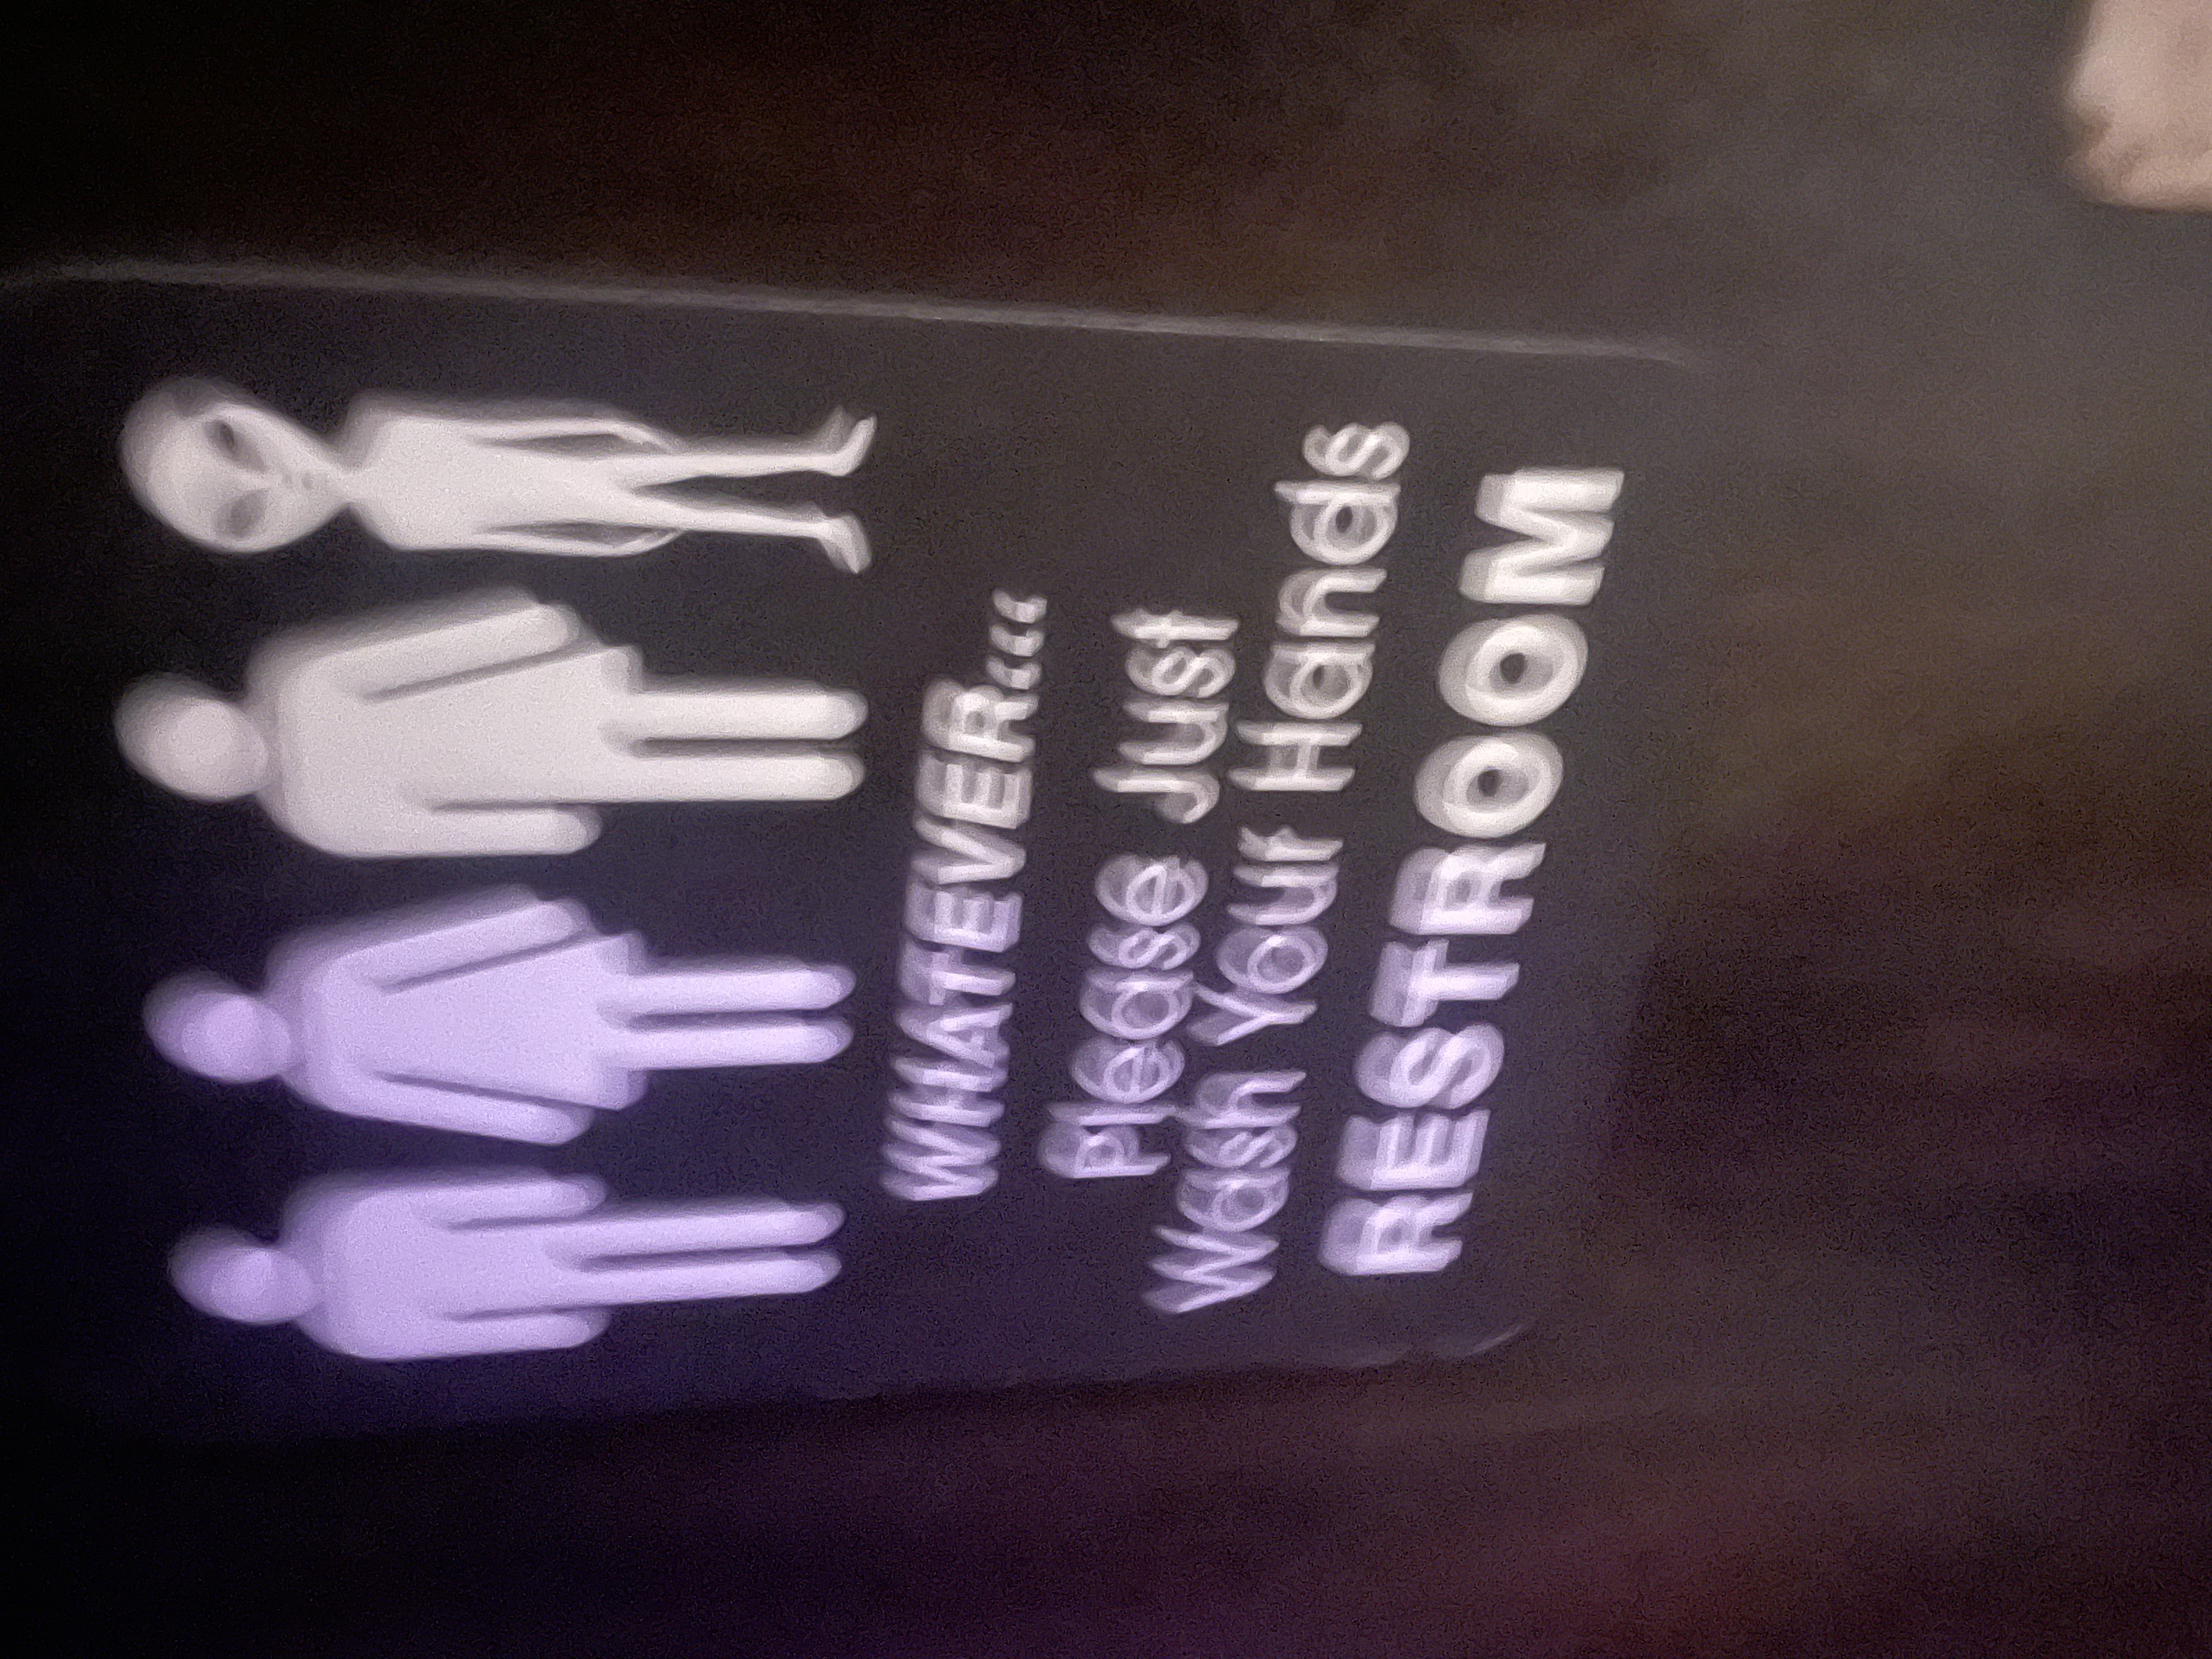 WHATEVER...
Please Just
Wash Your Hands
RESTROOM